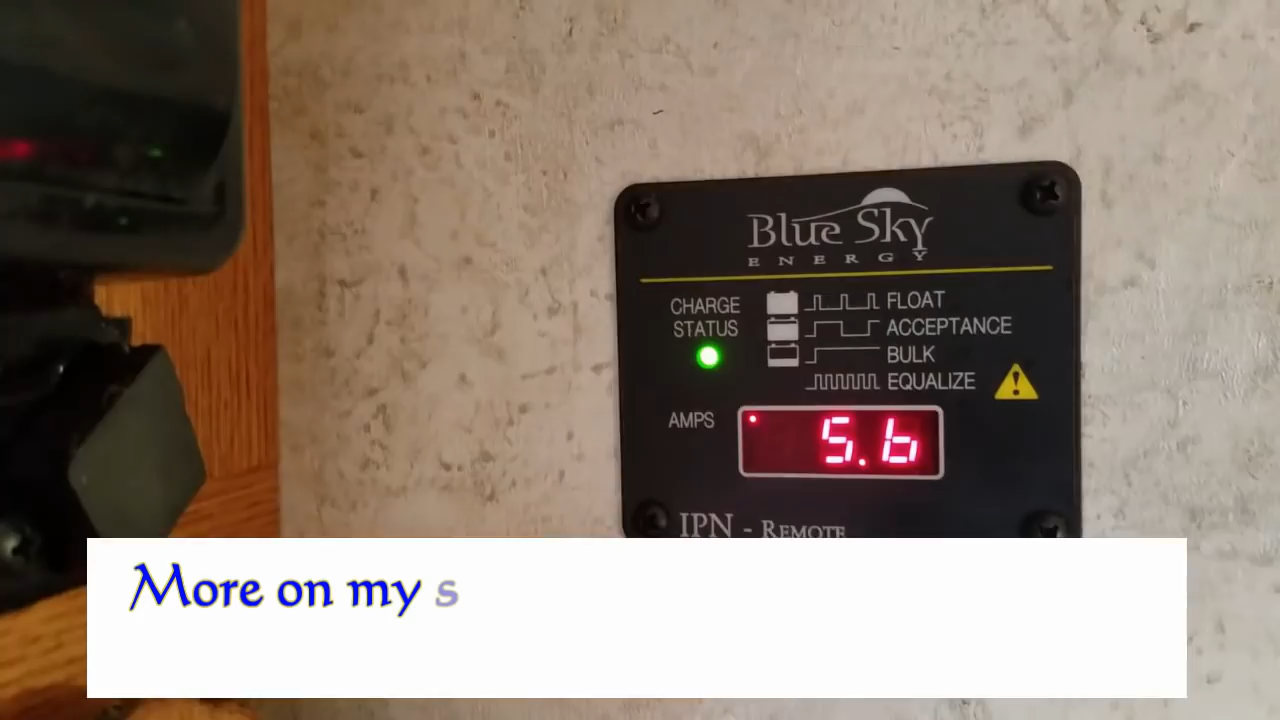 Blue Sky
ENERGY
CHARGE STATUS
FLOAT
ACCEPTANCE
BULK
EQUALIZE
AMPS
5.6
IPN - REMOTE
More on my s